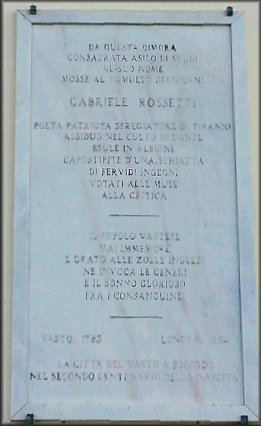 DA QUESTA DIMORA
CONSACRATA ASILO DI STUDI
AL SUO NOME
MOSSE AL TUMULTO DEI
GABRIELE ROSSETTI
POETA PATRIOTA SPREGIATORE DI TIRANNI
ASSIDUO NEL CULTO DI DANTE
ESULE IN ALBIONE
CAPOSTIPITE D'UNA SCHIATTA
DI FERVIDI INGEGNI
VOTATI ALLE MUSE
ALLA CRITICA
IL POPOLO VASTESE
MAI IMMEMORE
E GRATO ALLE ZOLLE INGLESI
NE INVOCA LE CENERI
E IL SONNO GLORIOSO
FRA I CONSANGUINEI
VASTO 1783 LONDRA 1854
LA CITTÀ DEL VASTO A RICORDO
NEL SECONDO CENTENARIO DELLA NASCITA